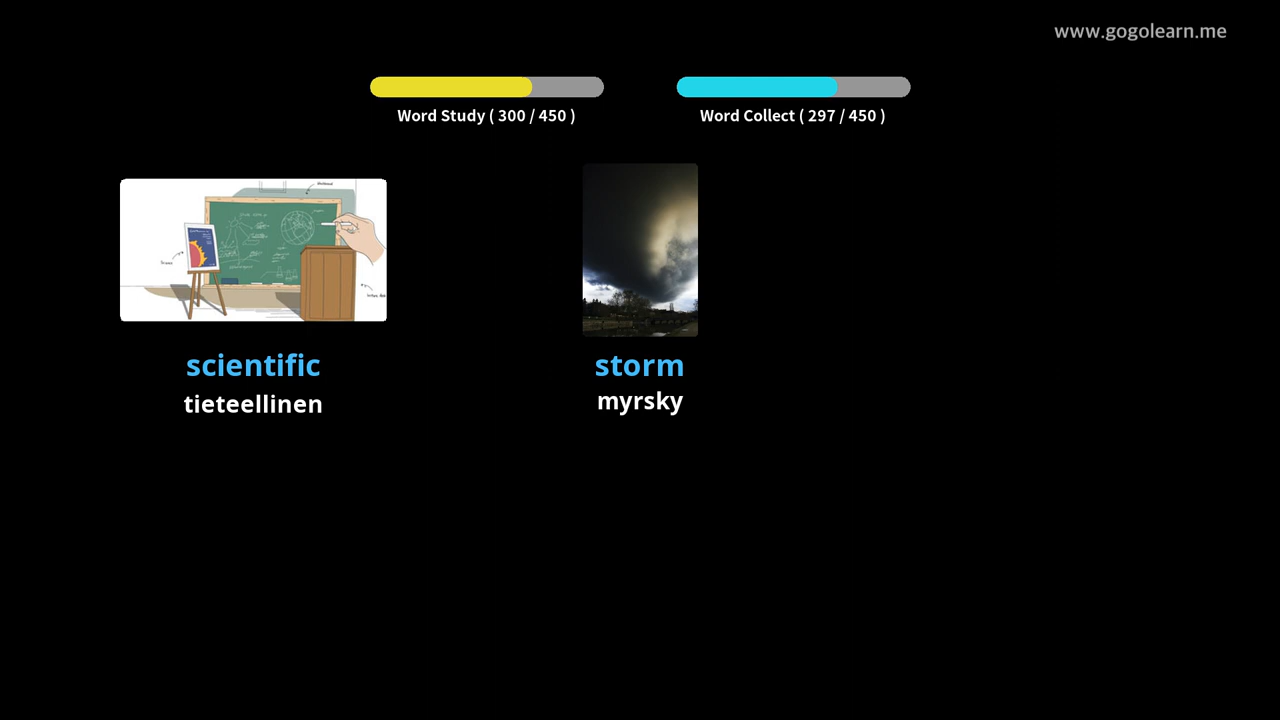 www.gogolearn.me
Word Study ( 300 / 450 )
Word Collect ( 297 / 450 )
scientific
tieteellinen
storm
myrsky